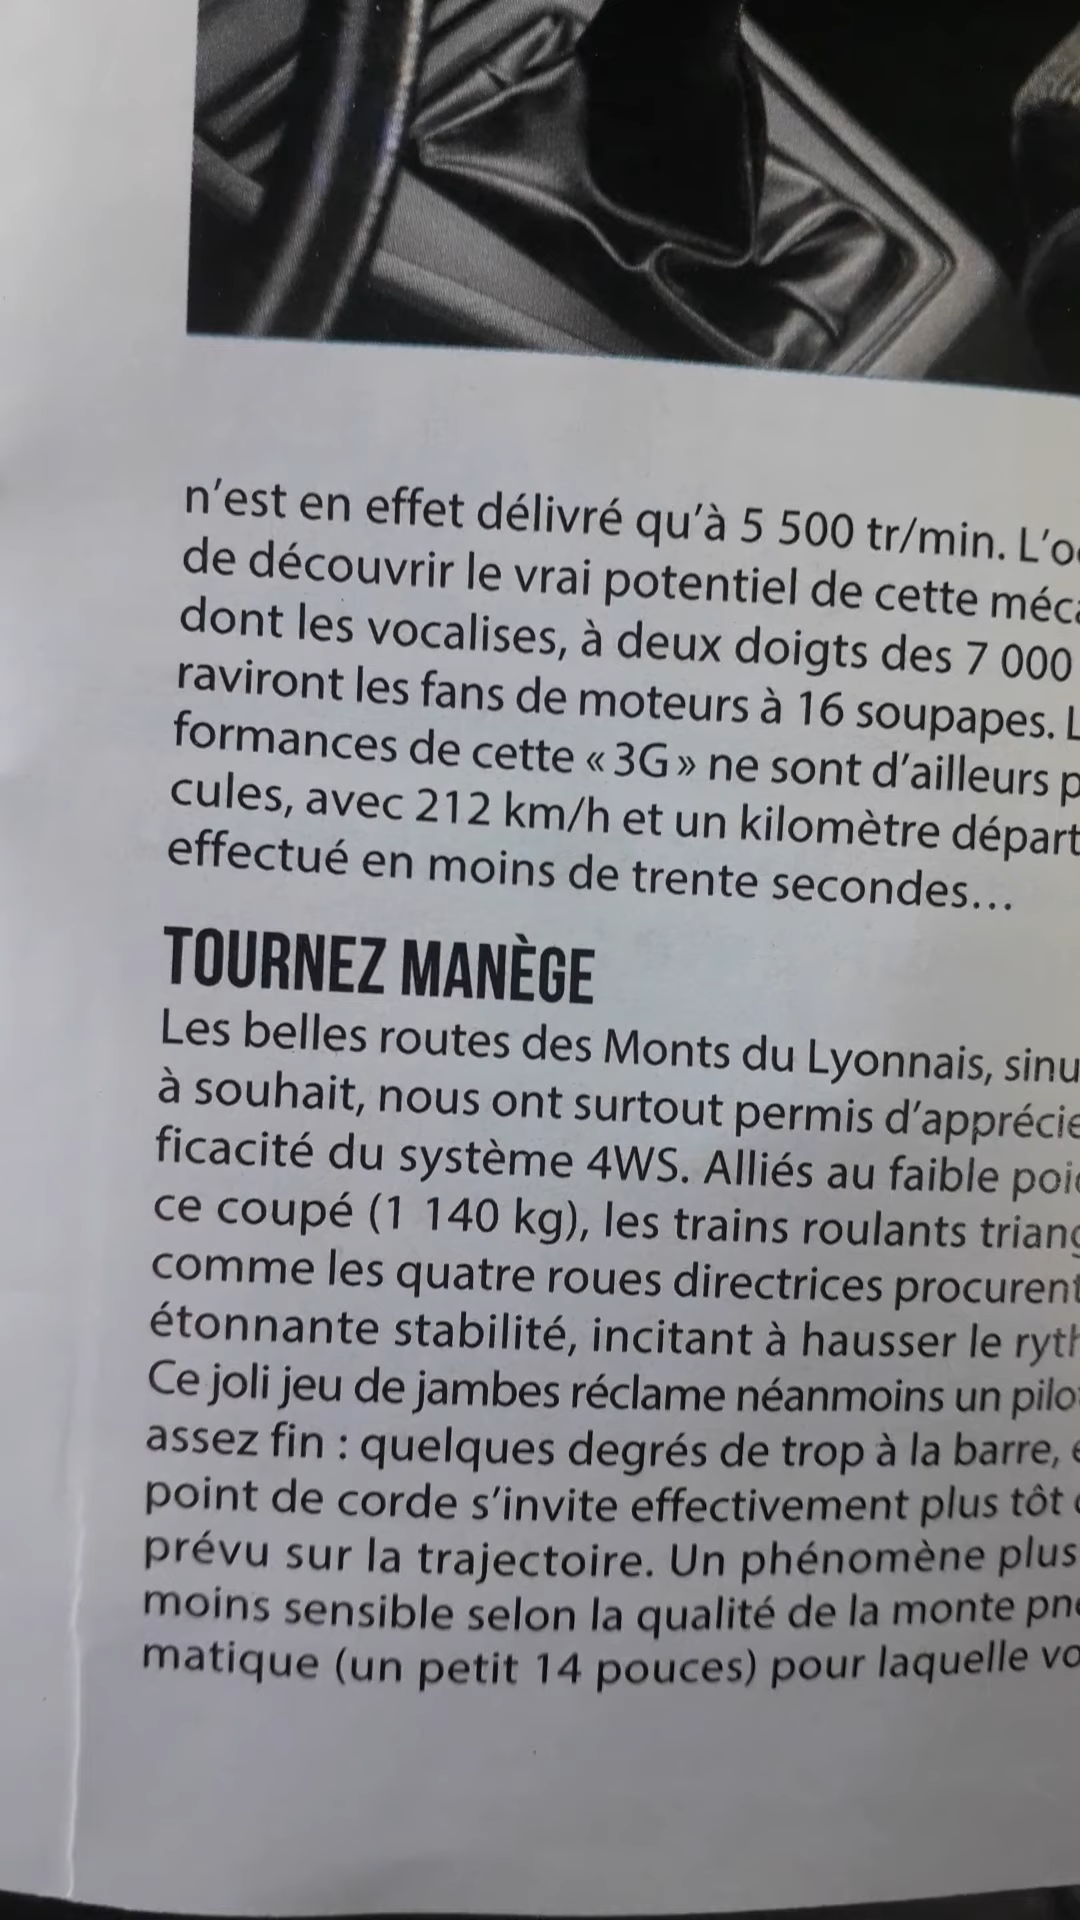 n'est en effet délivré qu'à 5 500 tr/min. L'o
de découvrir le vrai potentiel de cette méca
dont les vocalises, à deux doigts des 7 000
raviront les fans de moteurs à 16 soupapes. L
formances de cette « 3G » ne sont d'ailleurs p
cules, avec 212 km/h et un kilomètre départ
effectué en moins de trente secondes...
TOURNEZ MANÈGE
Les belles routes des Monts du Lyonnais, sinu
à souhait, nous ont surtout permis d'apprécie
ficacité du système 4WS. Alliés au faible poi
ce coupé (1 140 kg), les trains roulants triang
comme les quatre roues directrices procurent
étonnante stabilité, incitant à hausser le ryth
Ce joli jeu de jambes réclame néanmoins un pilo
assez fin : quelques degrés de trop à la barre, e
point de corde s'invite effectivement plus tôt
prévu sur la trajectoire. Un phénomène plus
moins sensible selon la qualité de la monte pne
matique (un petit 14 pouces) pour laquelle vo